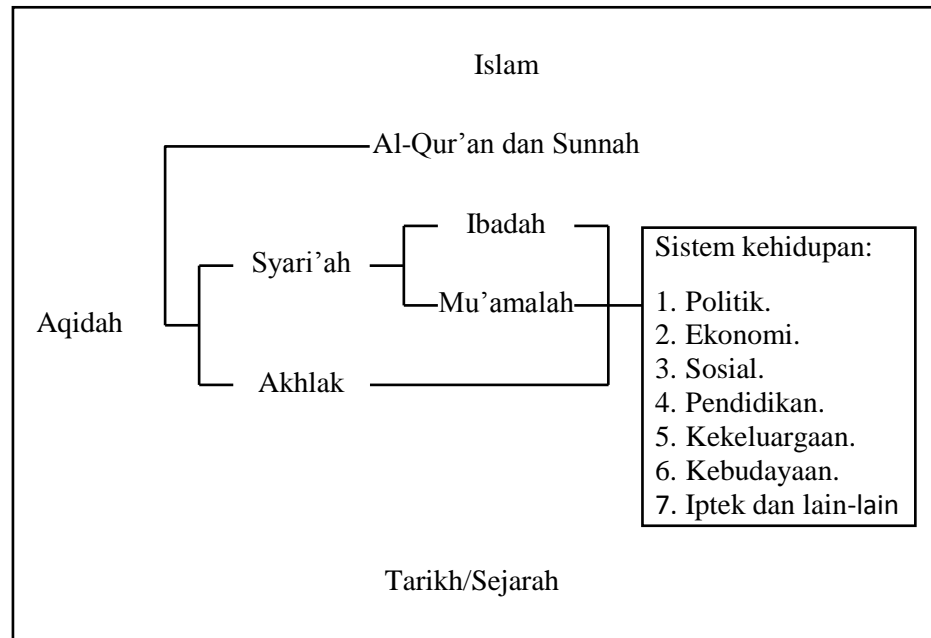 Islam
Al-Qur’an dan Sunnah
Ibadah
Syari’ah
Mu’amalah
Aqidah
Akhlak
Sistem kehidupan:
1. Politik.
2. Ekonomi.
3. Sosial.
4. Pendidikan.
5. Kekeluargaan.
6. Kebudayaan.
7. Iptek dan lain-lain
Tarikh/Sejarah